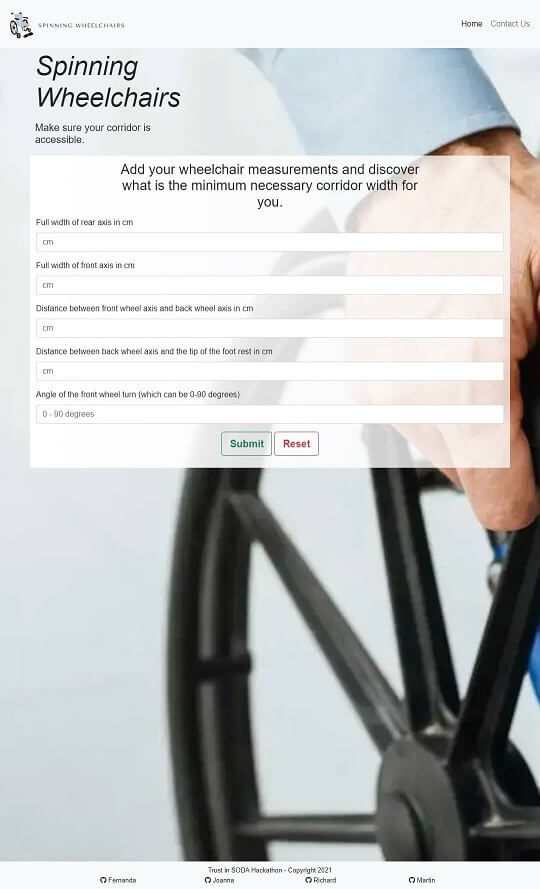 SPINNING WHEELCHAIRS
Home Contact Us
Spinning
Wheelchairs
Make sure your corridor is
accessible.
Add your wheelchair measurements and discover
what is the minimum necessary corridor width for
you.
Full width of rear axis in cm
cm
Full width of front axis in cm
cm
Distance between front wheel axis and back wheel axis in cm
cm
Distance between back wheel axis and the tip of the foot rest in cm
cm
Angle of the front wheel turn (which can be 0-90 degrees)
0 - 90 degrees
Submit Reset
Trust in SODA Hackathon - Copyright 2021
Fernanda Joanna Richard Martin